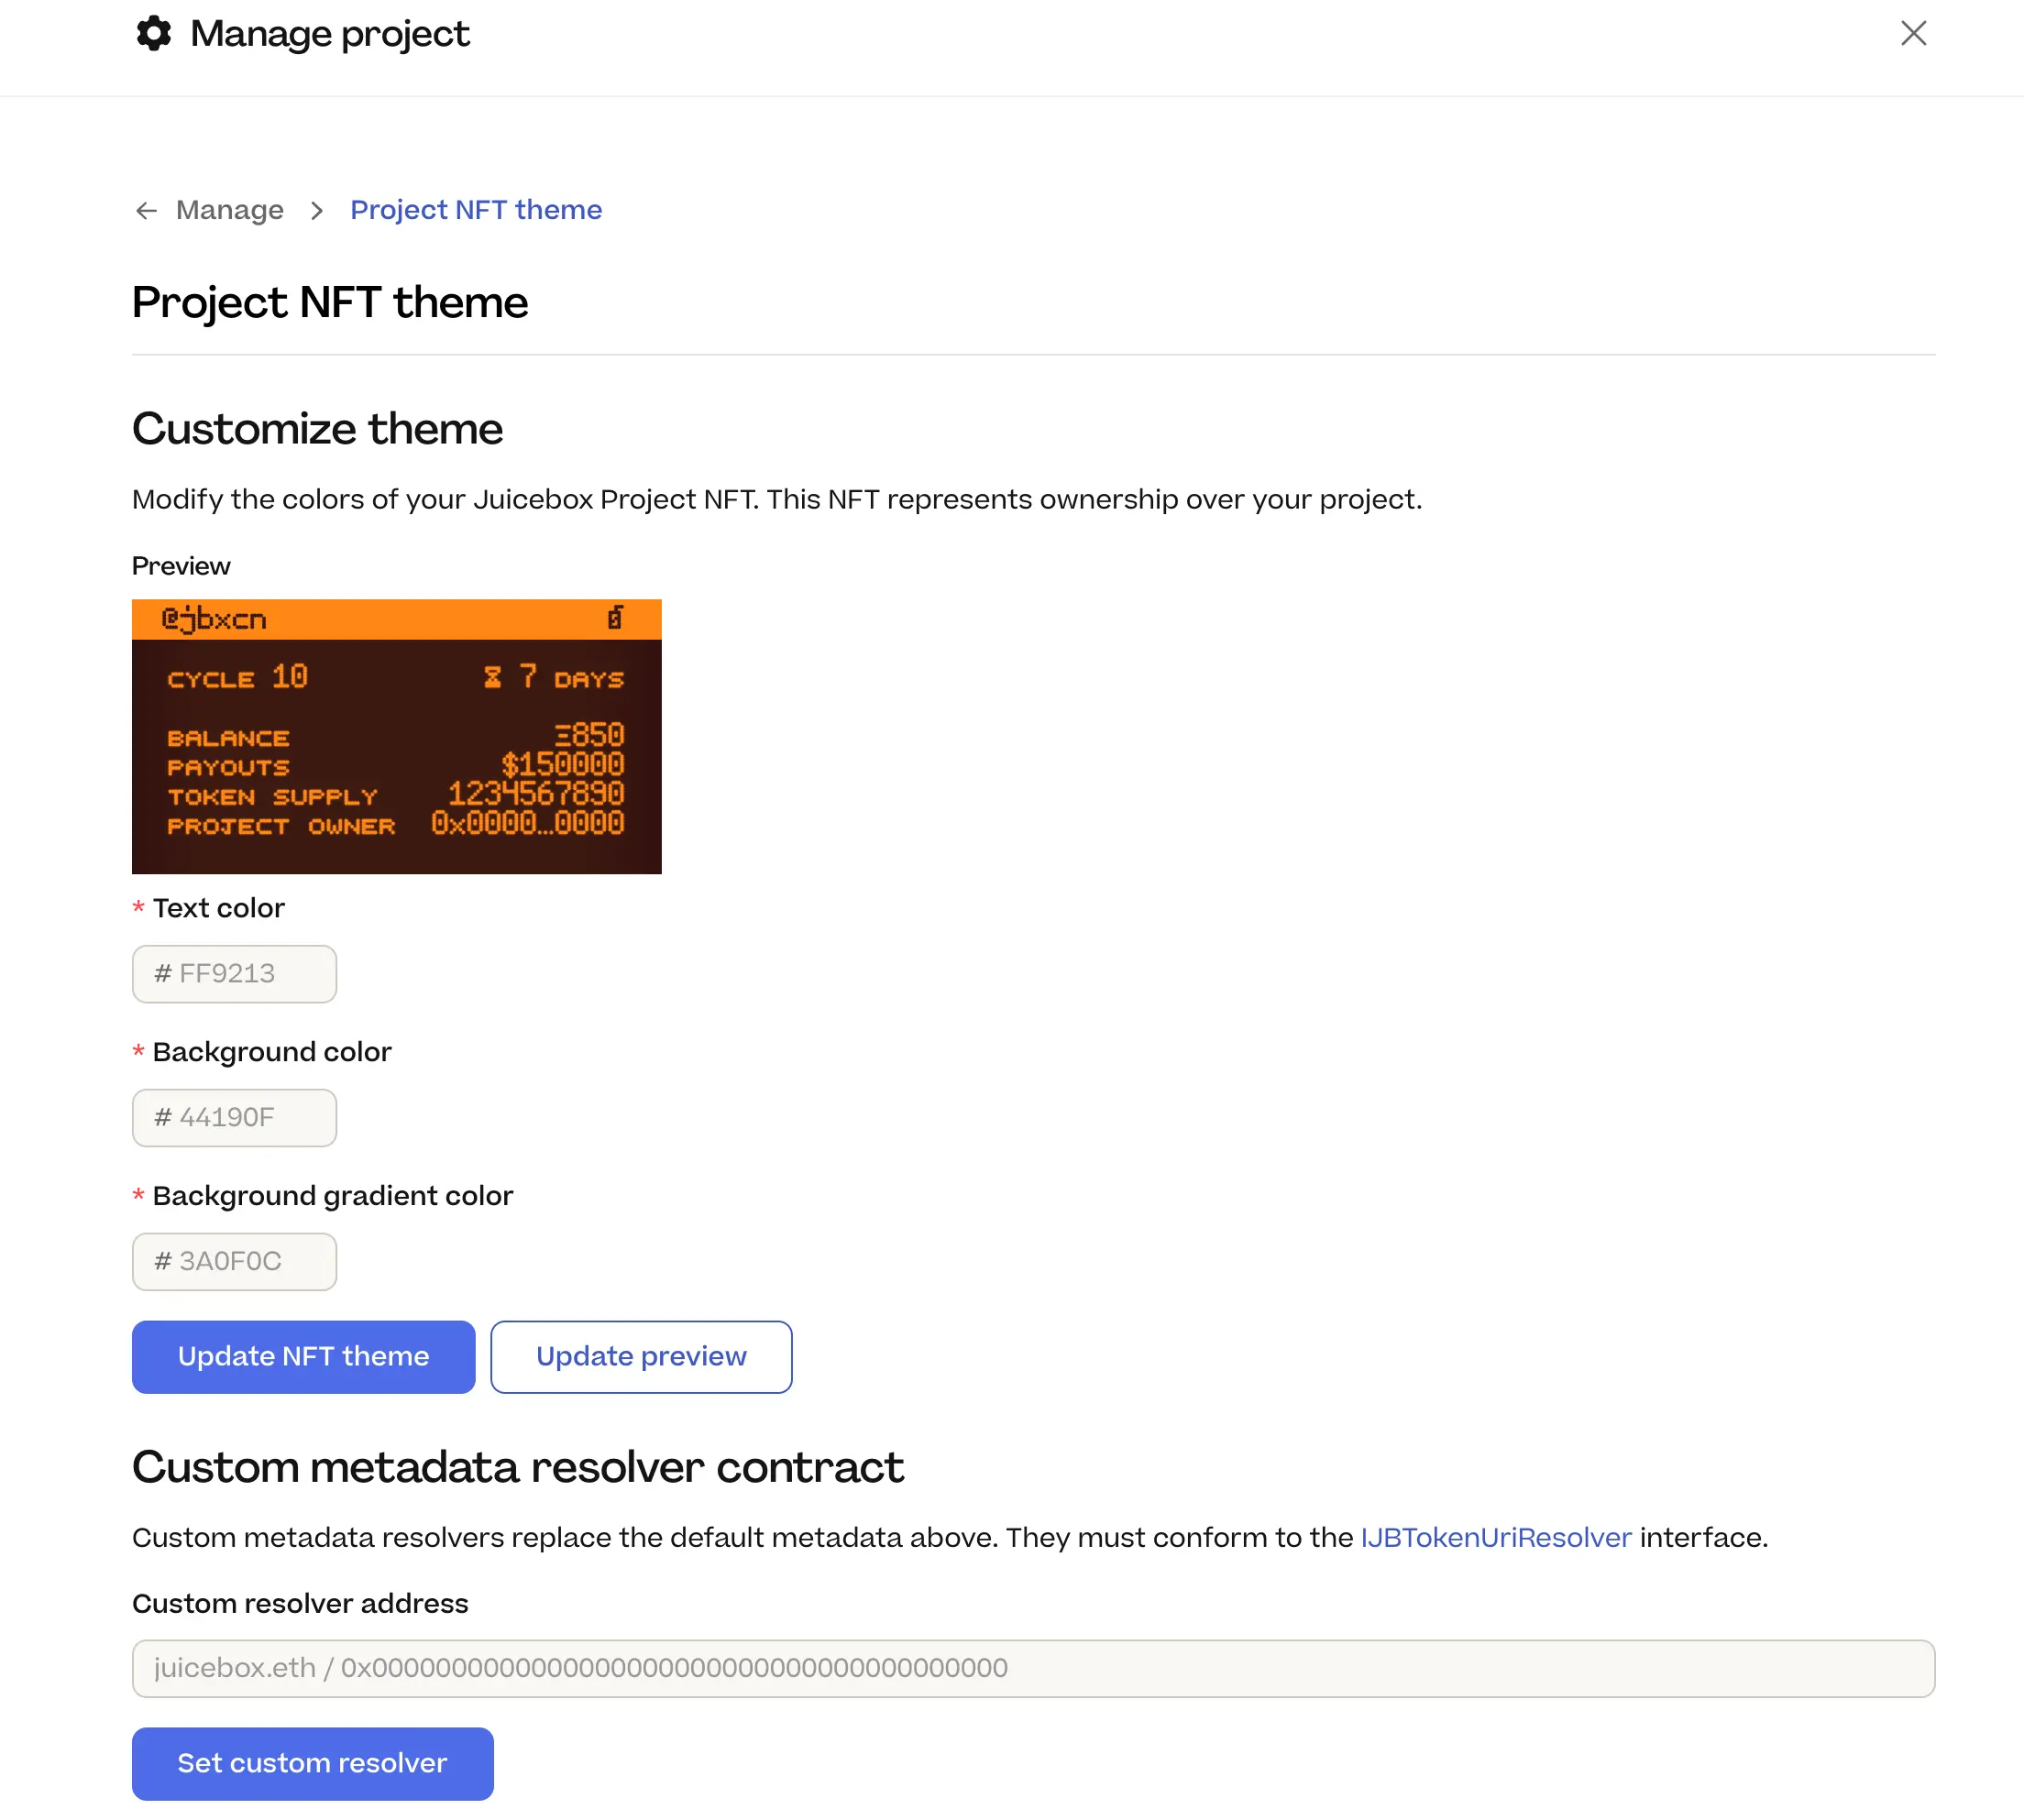 Manage project
Manage > Project NFT theme
Project NFT theme
Customize theme
Modify the colors of your Juicebox Project NFT. This NFT represents ownership over your project.
Preview
@jbxcn
CYCLE 10 7 DAYS
BALANCE Ξ850
PAYOUTS $150000
TOKEN SUPPLY 1234567890
PROJECT OWNER 0x0000…0000
* Text color
# FF9213
* Background color
# 44190F
* Background gradient color
# 3A0F0C
Update NFT theme Update preview
Custom metadata resolver contract
Custom metadata resolvers replace the default metadata above. They must conform to the IJBTokenUriResolver interface.
Custom resolver address
juicebox.eth / 0x0000000000000000000000000000000000000000
Set custom resolver